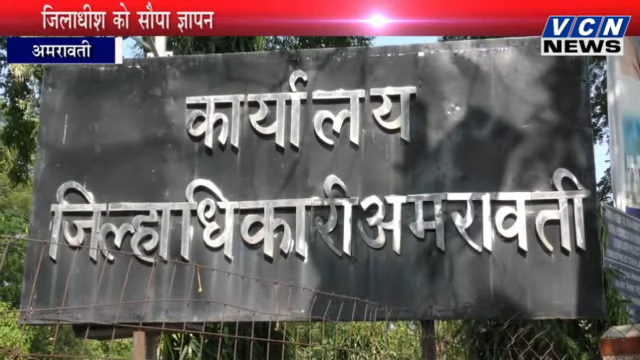 जिलाधीश को सौपा ज्ञापन
VCN
NEWS
अमरावती
कार्यालय
जिल्हाधिकारी अमरावती